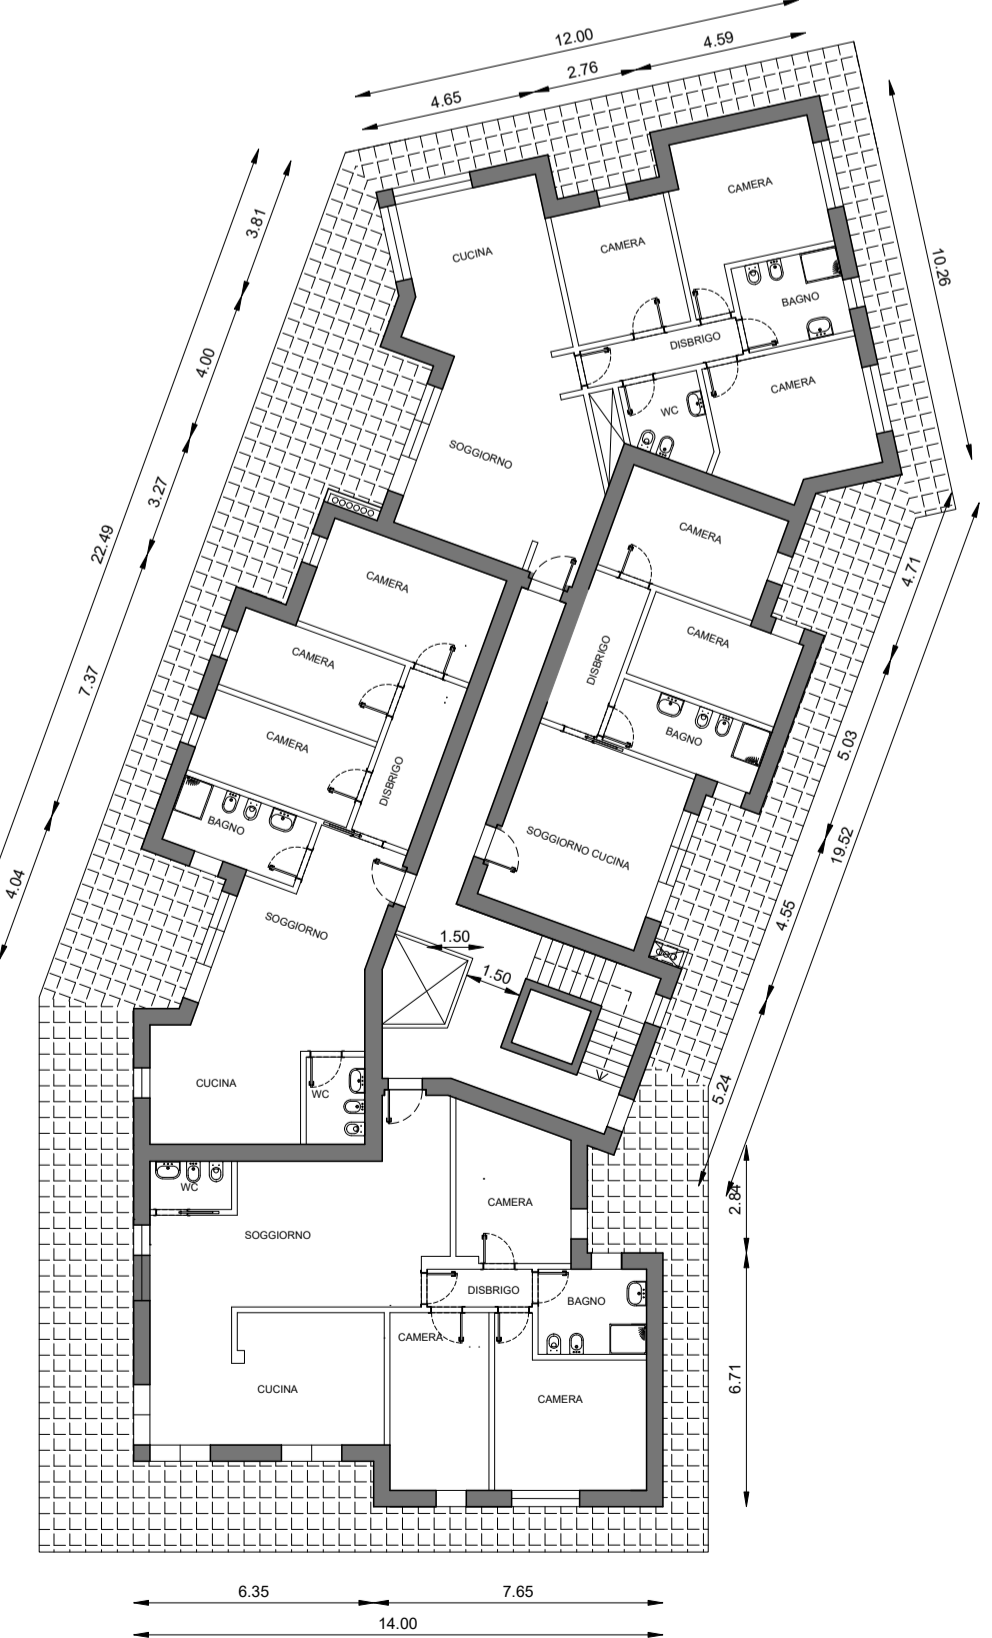 12.00
4.59
2.76
4.65
3.81
10.26
CAMERA
CAMERA
CUCINA
BAGNO
DISBRIGO
4.00
CAMERA
WC
SOGGIORNO
3.27
22.49
CAMERA
4.71
CAMERA
CAMERA
CAMERA
DISBRIGO
7.37
CAMERA
BAGNO
5.03
DISBRIGO
BAGNO
SOGGIORNO CUCINA
19.52
4.04
4.55
SOGGIORNO
1.50
1.50
CUCINA
WC
5.24
WC
CAMERA
2.84
SOGGIORNO
DISBRIGO
BAGNO
CAMERA
6.71
CUCINA
CAMERA
6.35
7.65
14.00